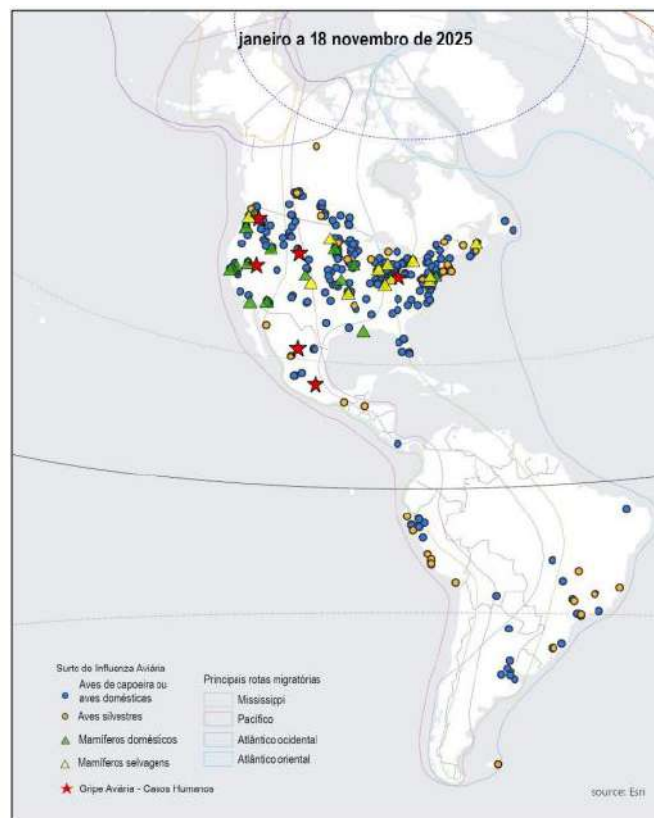 janeiro a 18 novembro de 2025
Surto de Influenza Aviária
Aves de capoeira ou
aves domésticas
Aves silvestres
Mamíferos domésticos
Mamíferos selvagens
Gripe Aviária - Casos Humanos
Principais rotas migratórias
Mississippi
Pacífico
Atlântico ocidental
Atlântico oriental
source: Esri